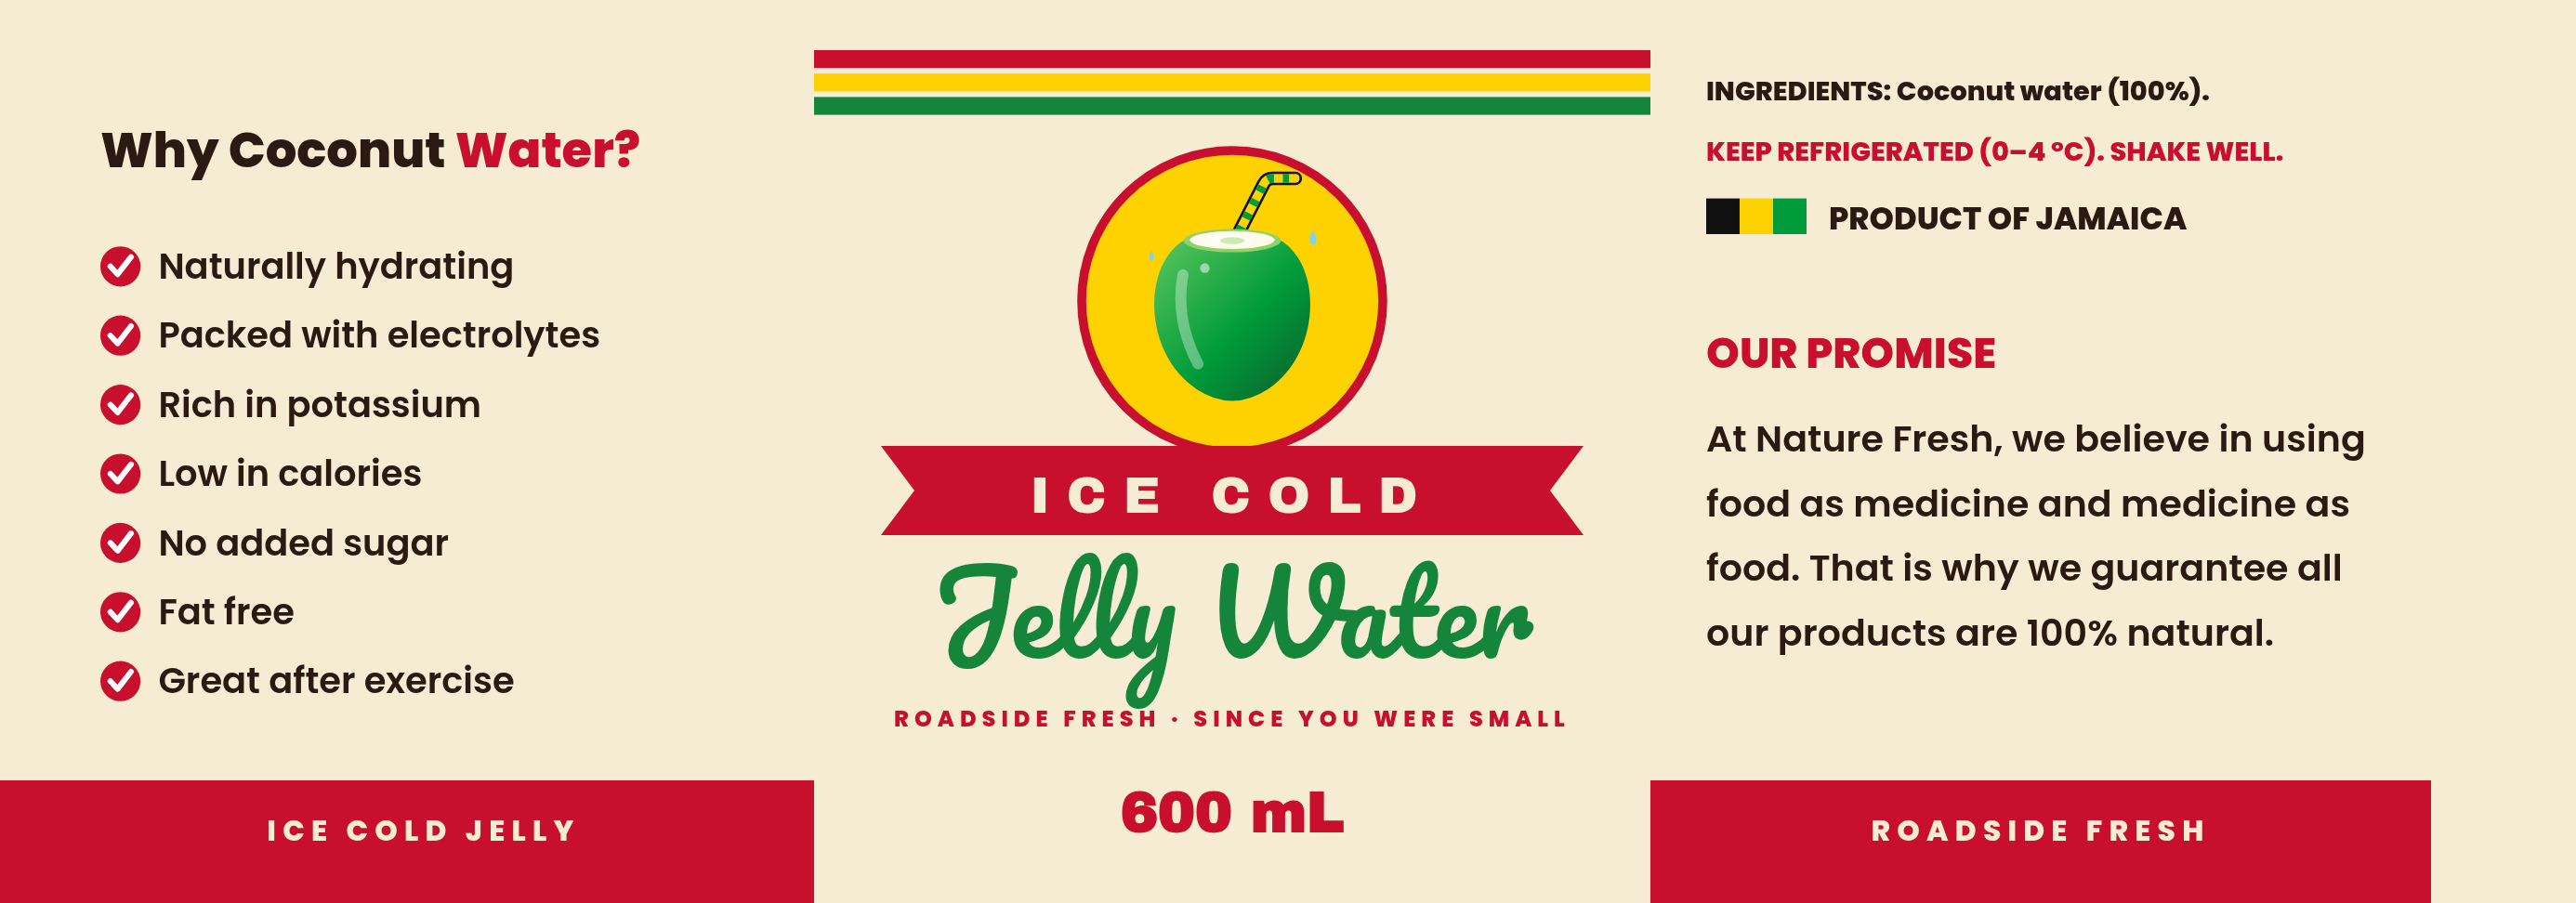 Why Coconut Water?
Naturally hydrating
Packed with electrolytes
Rich in potassium
Low in calories
No added sugar
Fat free
Great after exercise
ICE COLD JELLY
ICE COLD
Jelly Water
ROADSIDE FRESH · SINCE YOU WERE SMALL
600 mL
INGREDIENTS: Coconut water (100%).
KEEP REFRIGERATED (0–4 °C). SHAKE WELL.
PRODUCT OF JAMAICA
OUR PROMISE
At Nature Fresh, we believe in using
food as medicine and medicine as
food. That is why we guarantee all
our products are 100% natural.
ROADSIDE FRESH